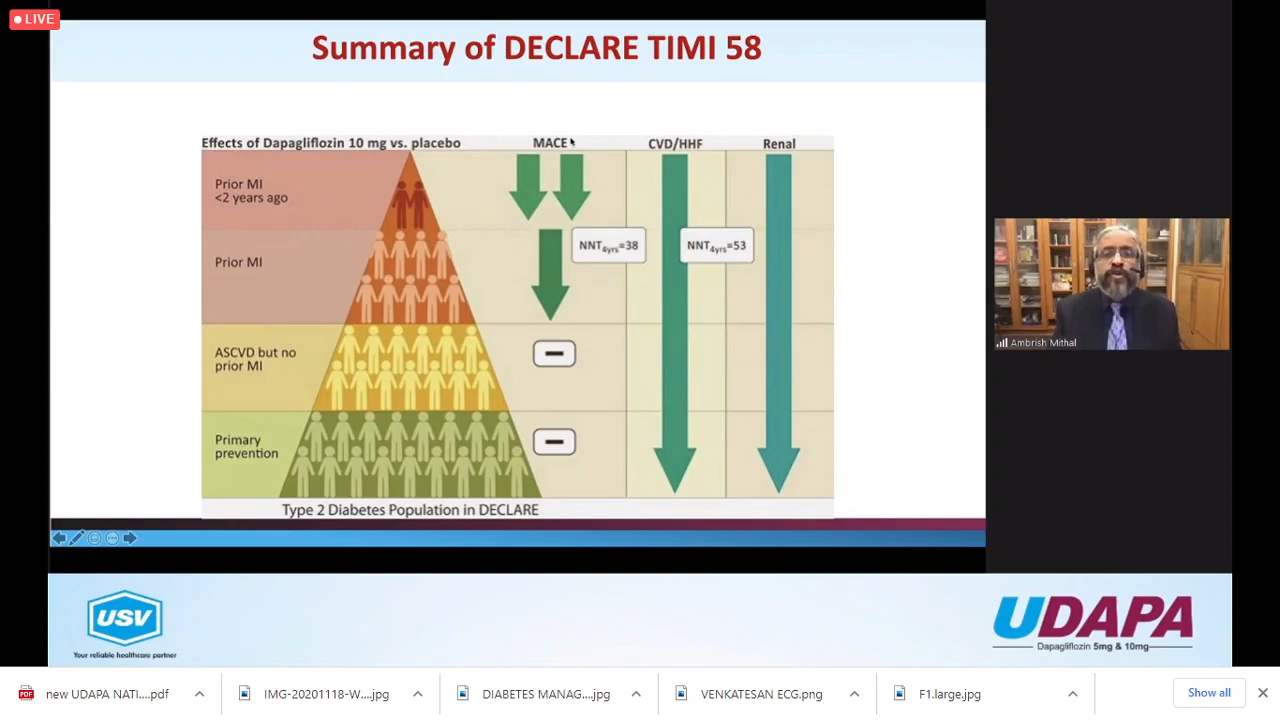 LIVE
Summary of DECLARE TIMI 58
Effects of Dapagliflozin 10 mg vs. placebo
MACE
CVD/HHF
Renal
Prior MI
<2 years ago
NNT4yrs=38
NNT4yrs=53
Prior MI
ASCVD but no
prior MI
Primary
prevention
Type 2 Diabetes Population in DECLARE
Ambrish Mithal
USV
Your reliable healthcare partner
UDAPA
Dapagliflozin 5mg & 10mg
new UDAPA NATI....pdf
IMG-20201118-W....jpg
DIABETES MANAG....jpg
VENKATESAN ECG.png
F1.large.jpg
Show all